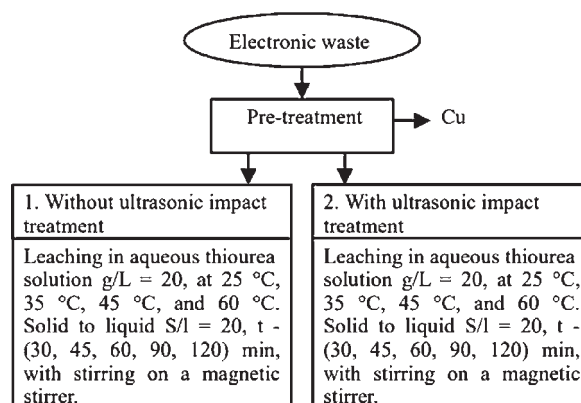 Electronic waste
Pre-treatment
Cu
1. Without ultrasonic impact
treatment
Leaching in aqueous thiourea
solution g/L = 20, at 25 °C,
35 °C, 45 °C, and 60 °C.
Solid to liquid S/l = 20, t -
(30, 45, 60, 90, 120) min,
with stirring on a magnetic
stirrer.
2. With ultrasonic impact
treatment
Leaching in aqueous thiourea
solution g/L = 20, at 25 °C,
35 °C, 45 °C, and 60 °C.
Solid to liquid S/l = 20, t -
(30, 45, 60, 90, 120) min,
with stirring on a magnetic
stirrer.